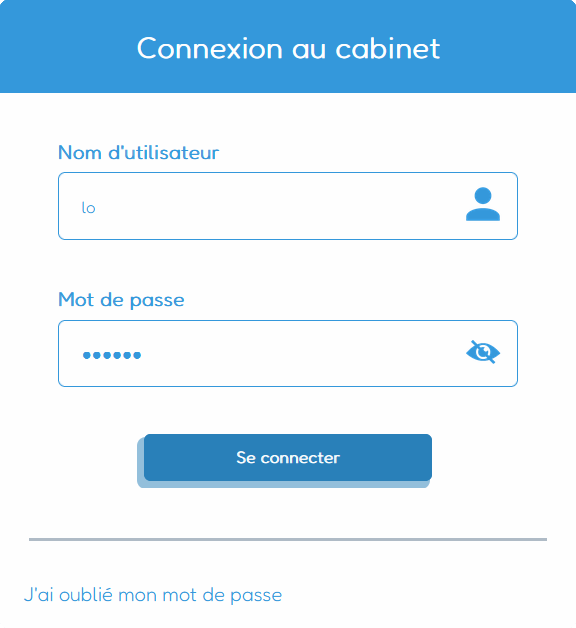 Connexion au cabinet
Nom d'utilisateur
lo
Mot de passe
••••••
Se connecter
J'ai oublié mon mot de passe